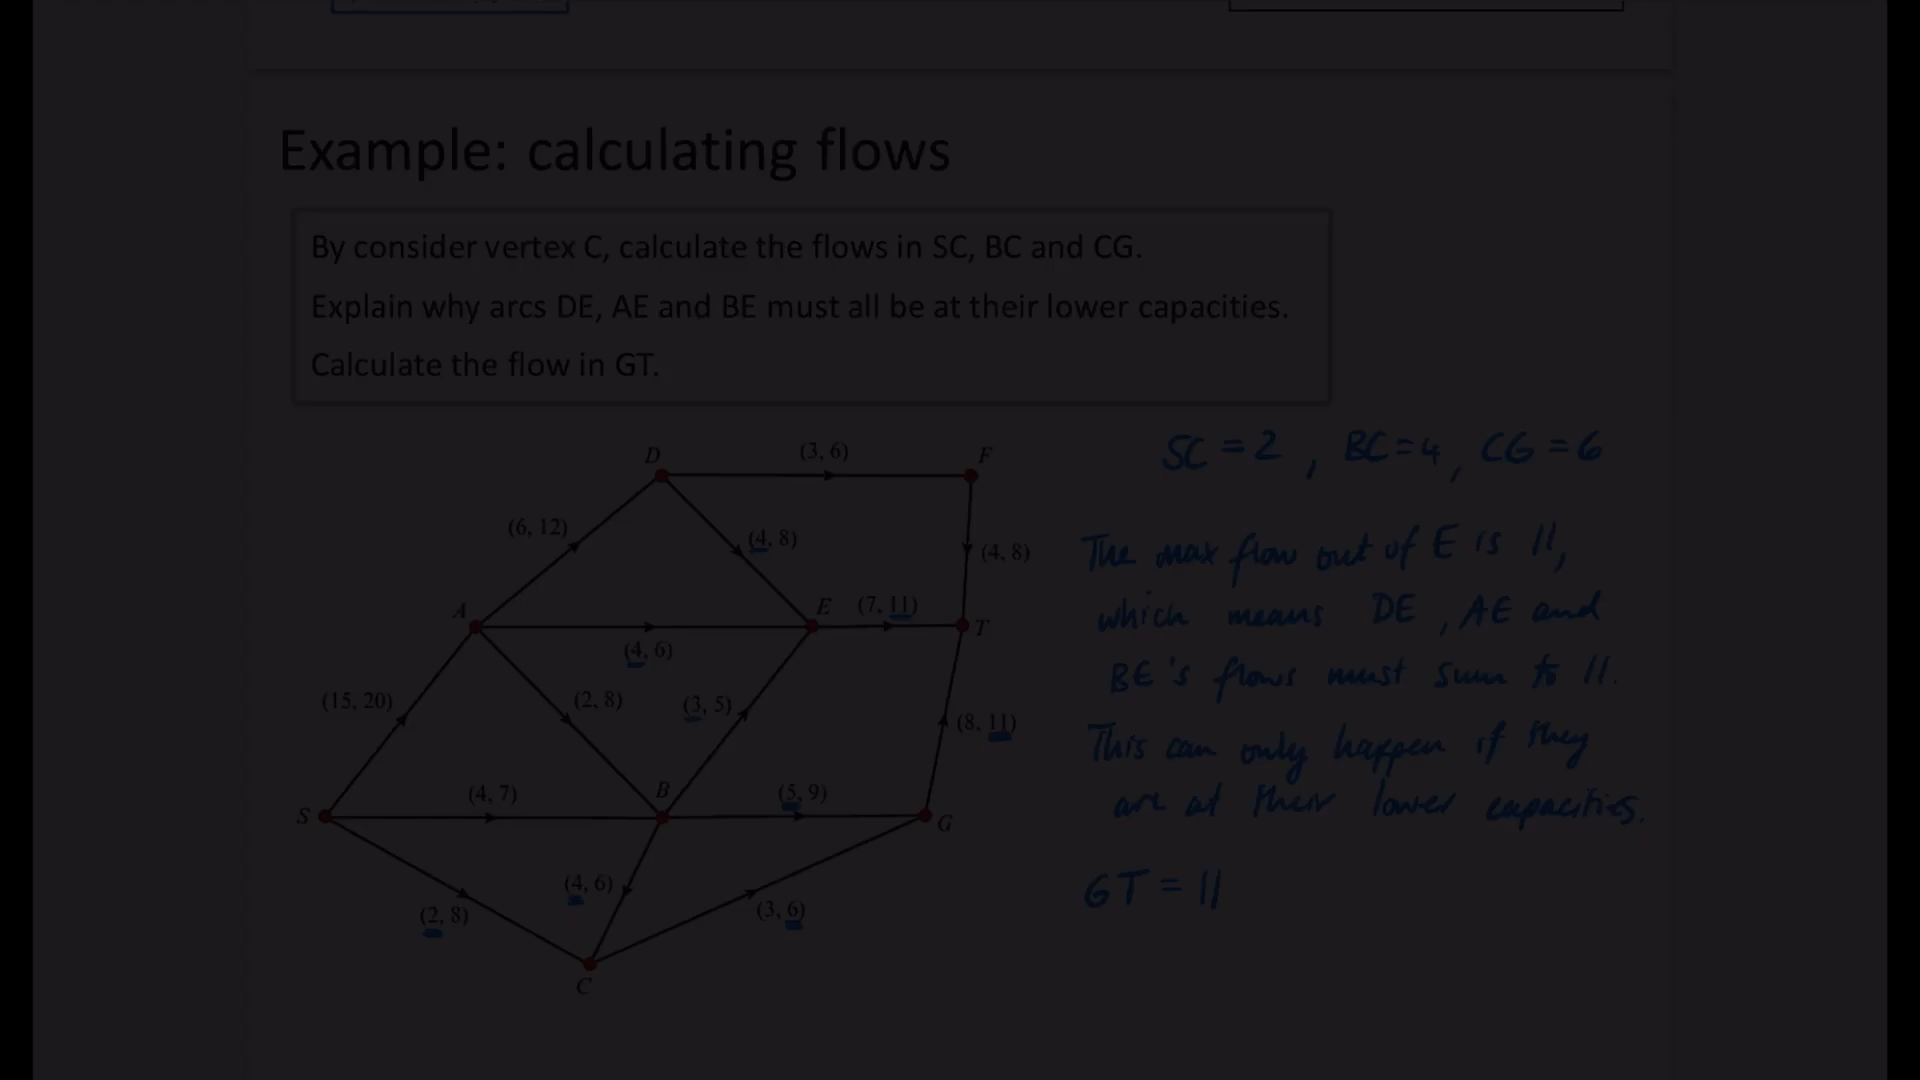 Example: calculating flows
By consider vertex C, calculate the flows in SC, BC and CG.
Explain why arcs DE, AE and BE must all be at their lower capacities.
Calculate the flow in GT.
SC = 2, BC = 4, CG = 6
D
(3, 6)
F
(6, 12)
(4, 8)
(4, 8)
The max flow out of E is 11,
A
E
(7, 11)
T
which means DE, AE and
(4, 6)
BE's flows must sum to 11.
(15, 20)
(2, 8)
(3, 5)
(8, 11)
This can only happen if they
are at their lower capacities.
S
(4, 7)
B
(5, 9)
G
GT = 11
(4, 6)
(2, 8)
(3, 6)
C